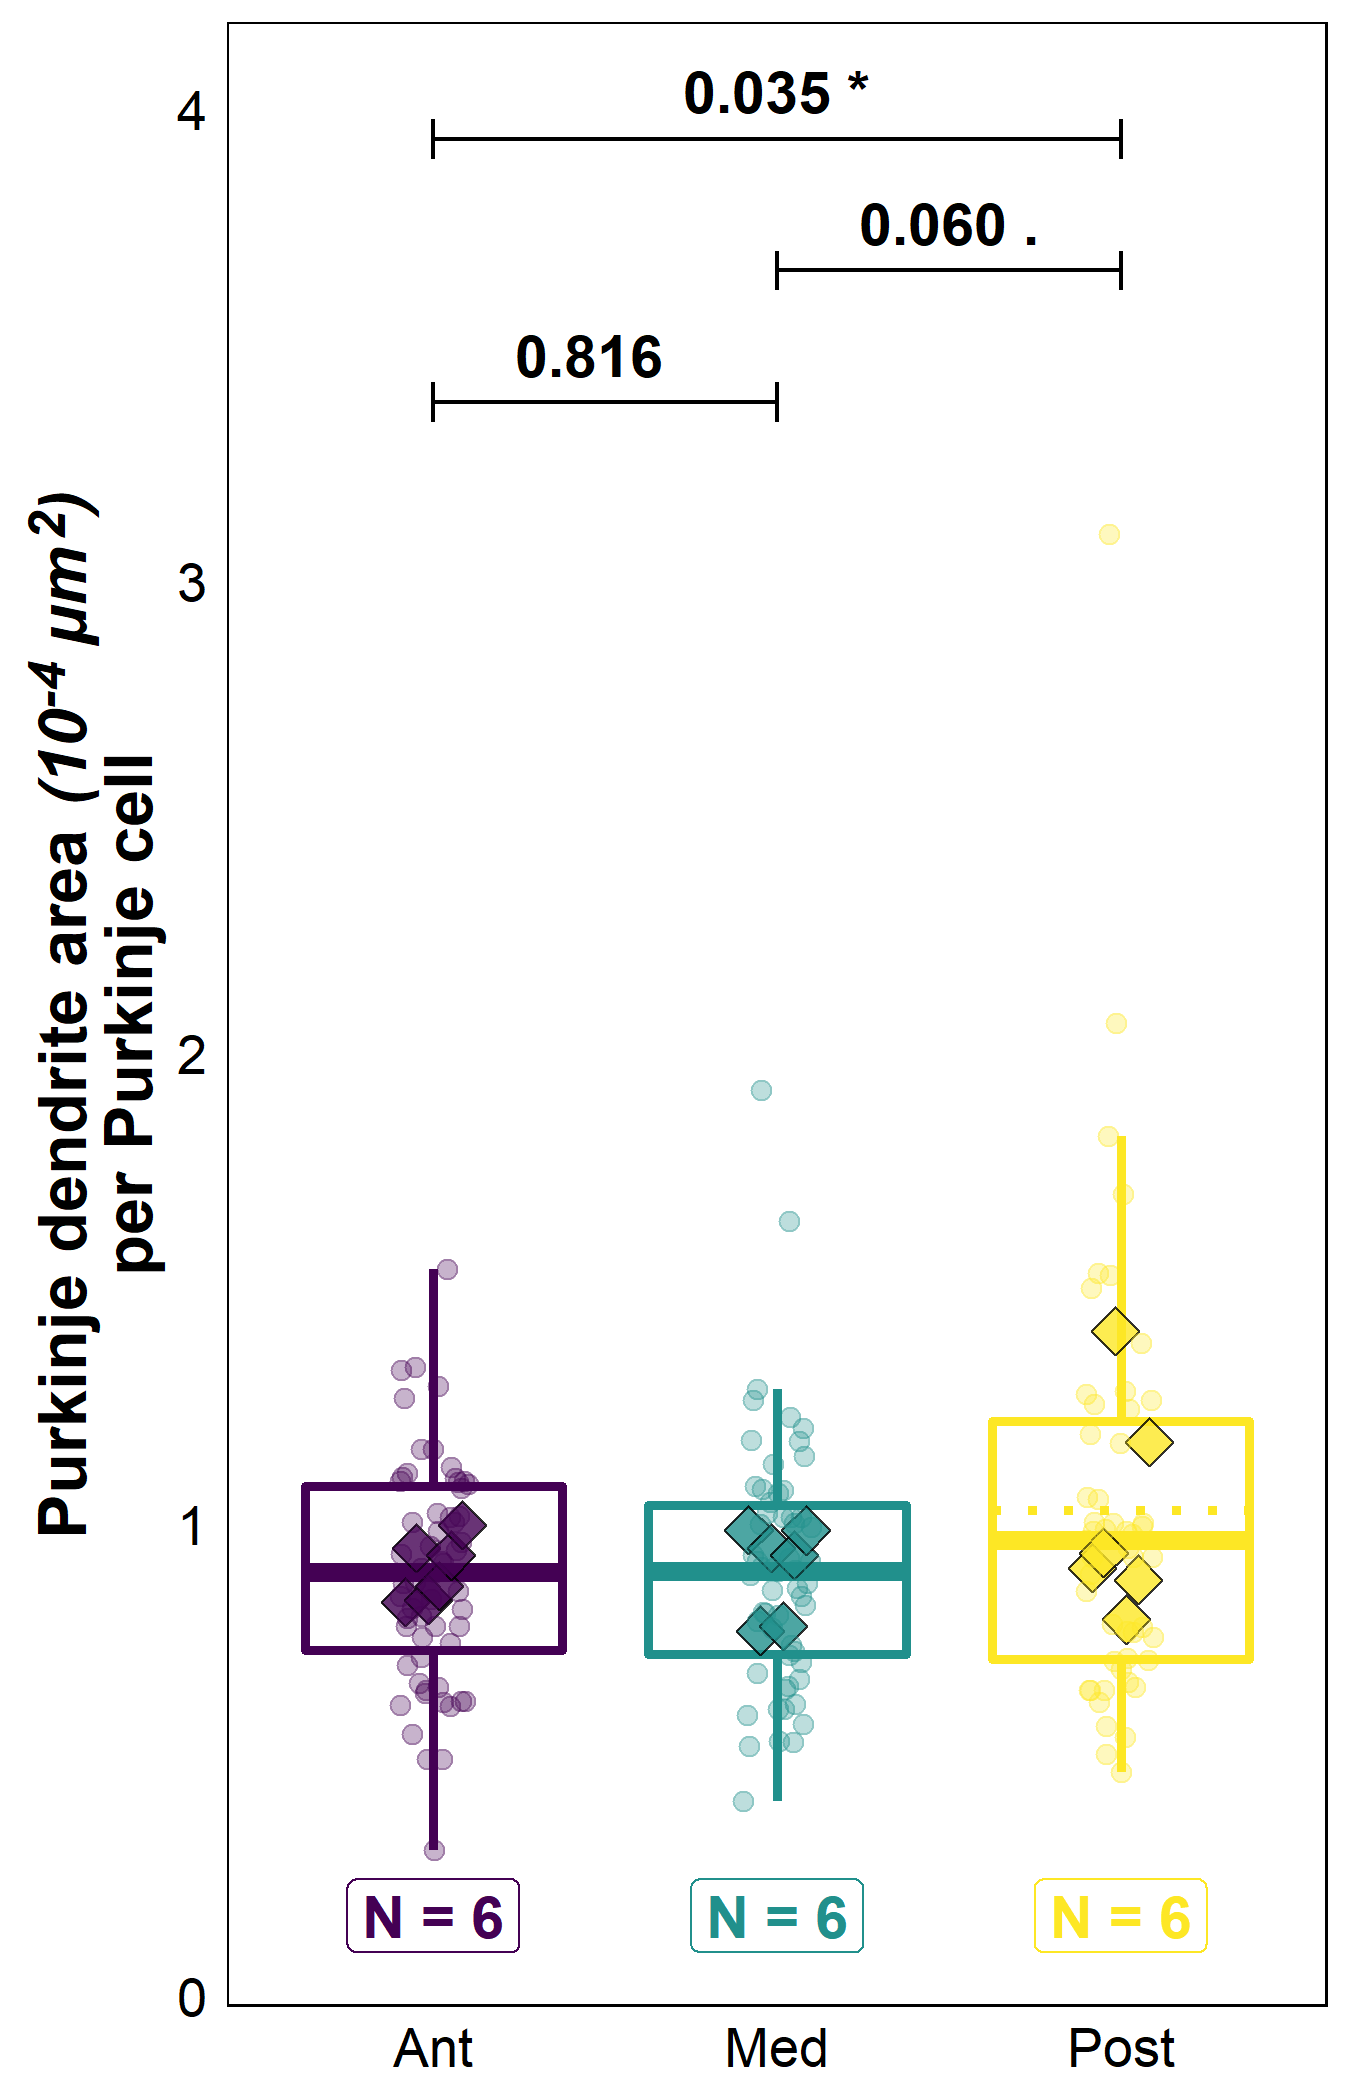 Purkinje dendrite area (10⁻⁴ µm²)
per Purkinje cell
4
3
2
1
0
0.035 *
0.060 .
0.816
N = 6
N = 6
N = 6
Ant
Med
Post